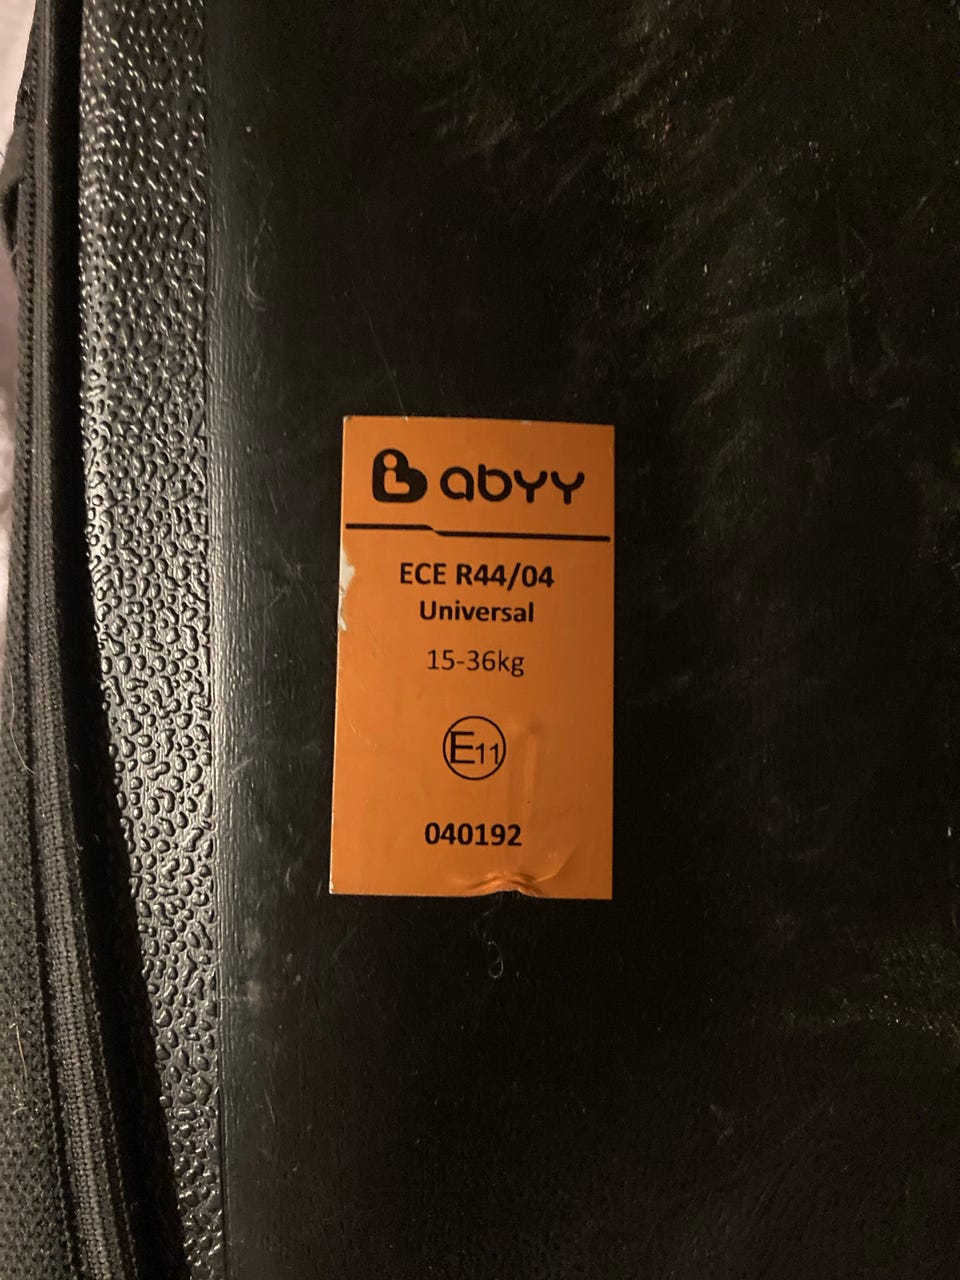 Babyy
ECE R44/04
Universal
15-36kg
E11
040192